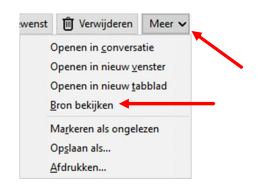 ewenst Verwijderen Meer
Openen in conversatie
Openen in nieuw venster
Openen in nieuw tabblad
Bron bekijken
Markeren als ongelezen
Opslaan als...
Afdrukken...